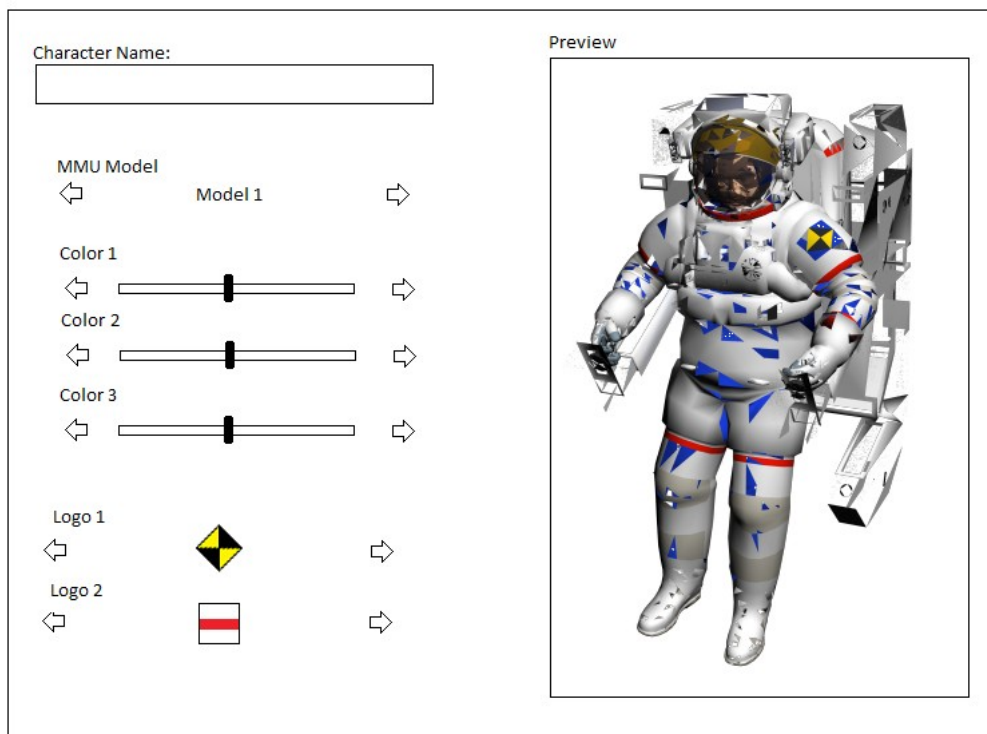 Character Name:
Preview
MMU Model
Model 1
Color 1
Color 2
Color 3
Logo 1
Logo 2